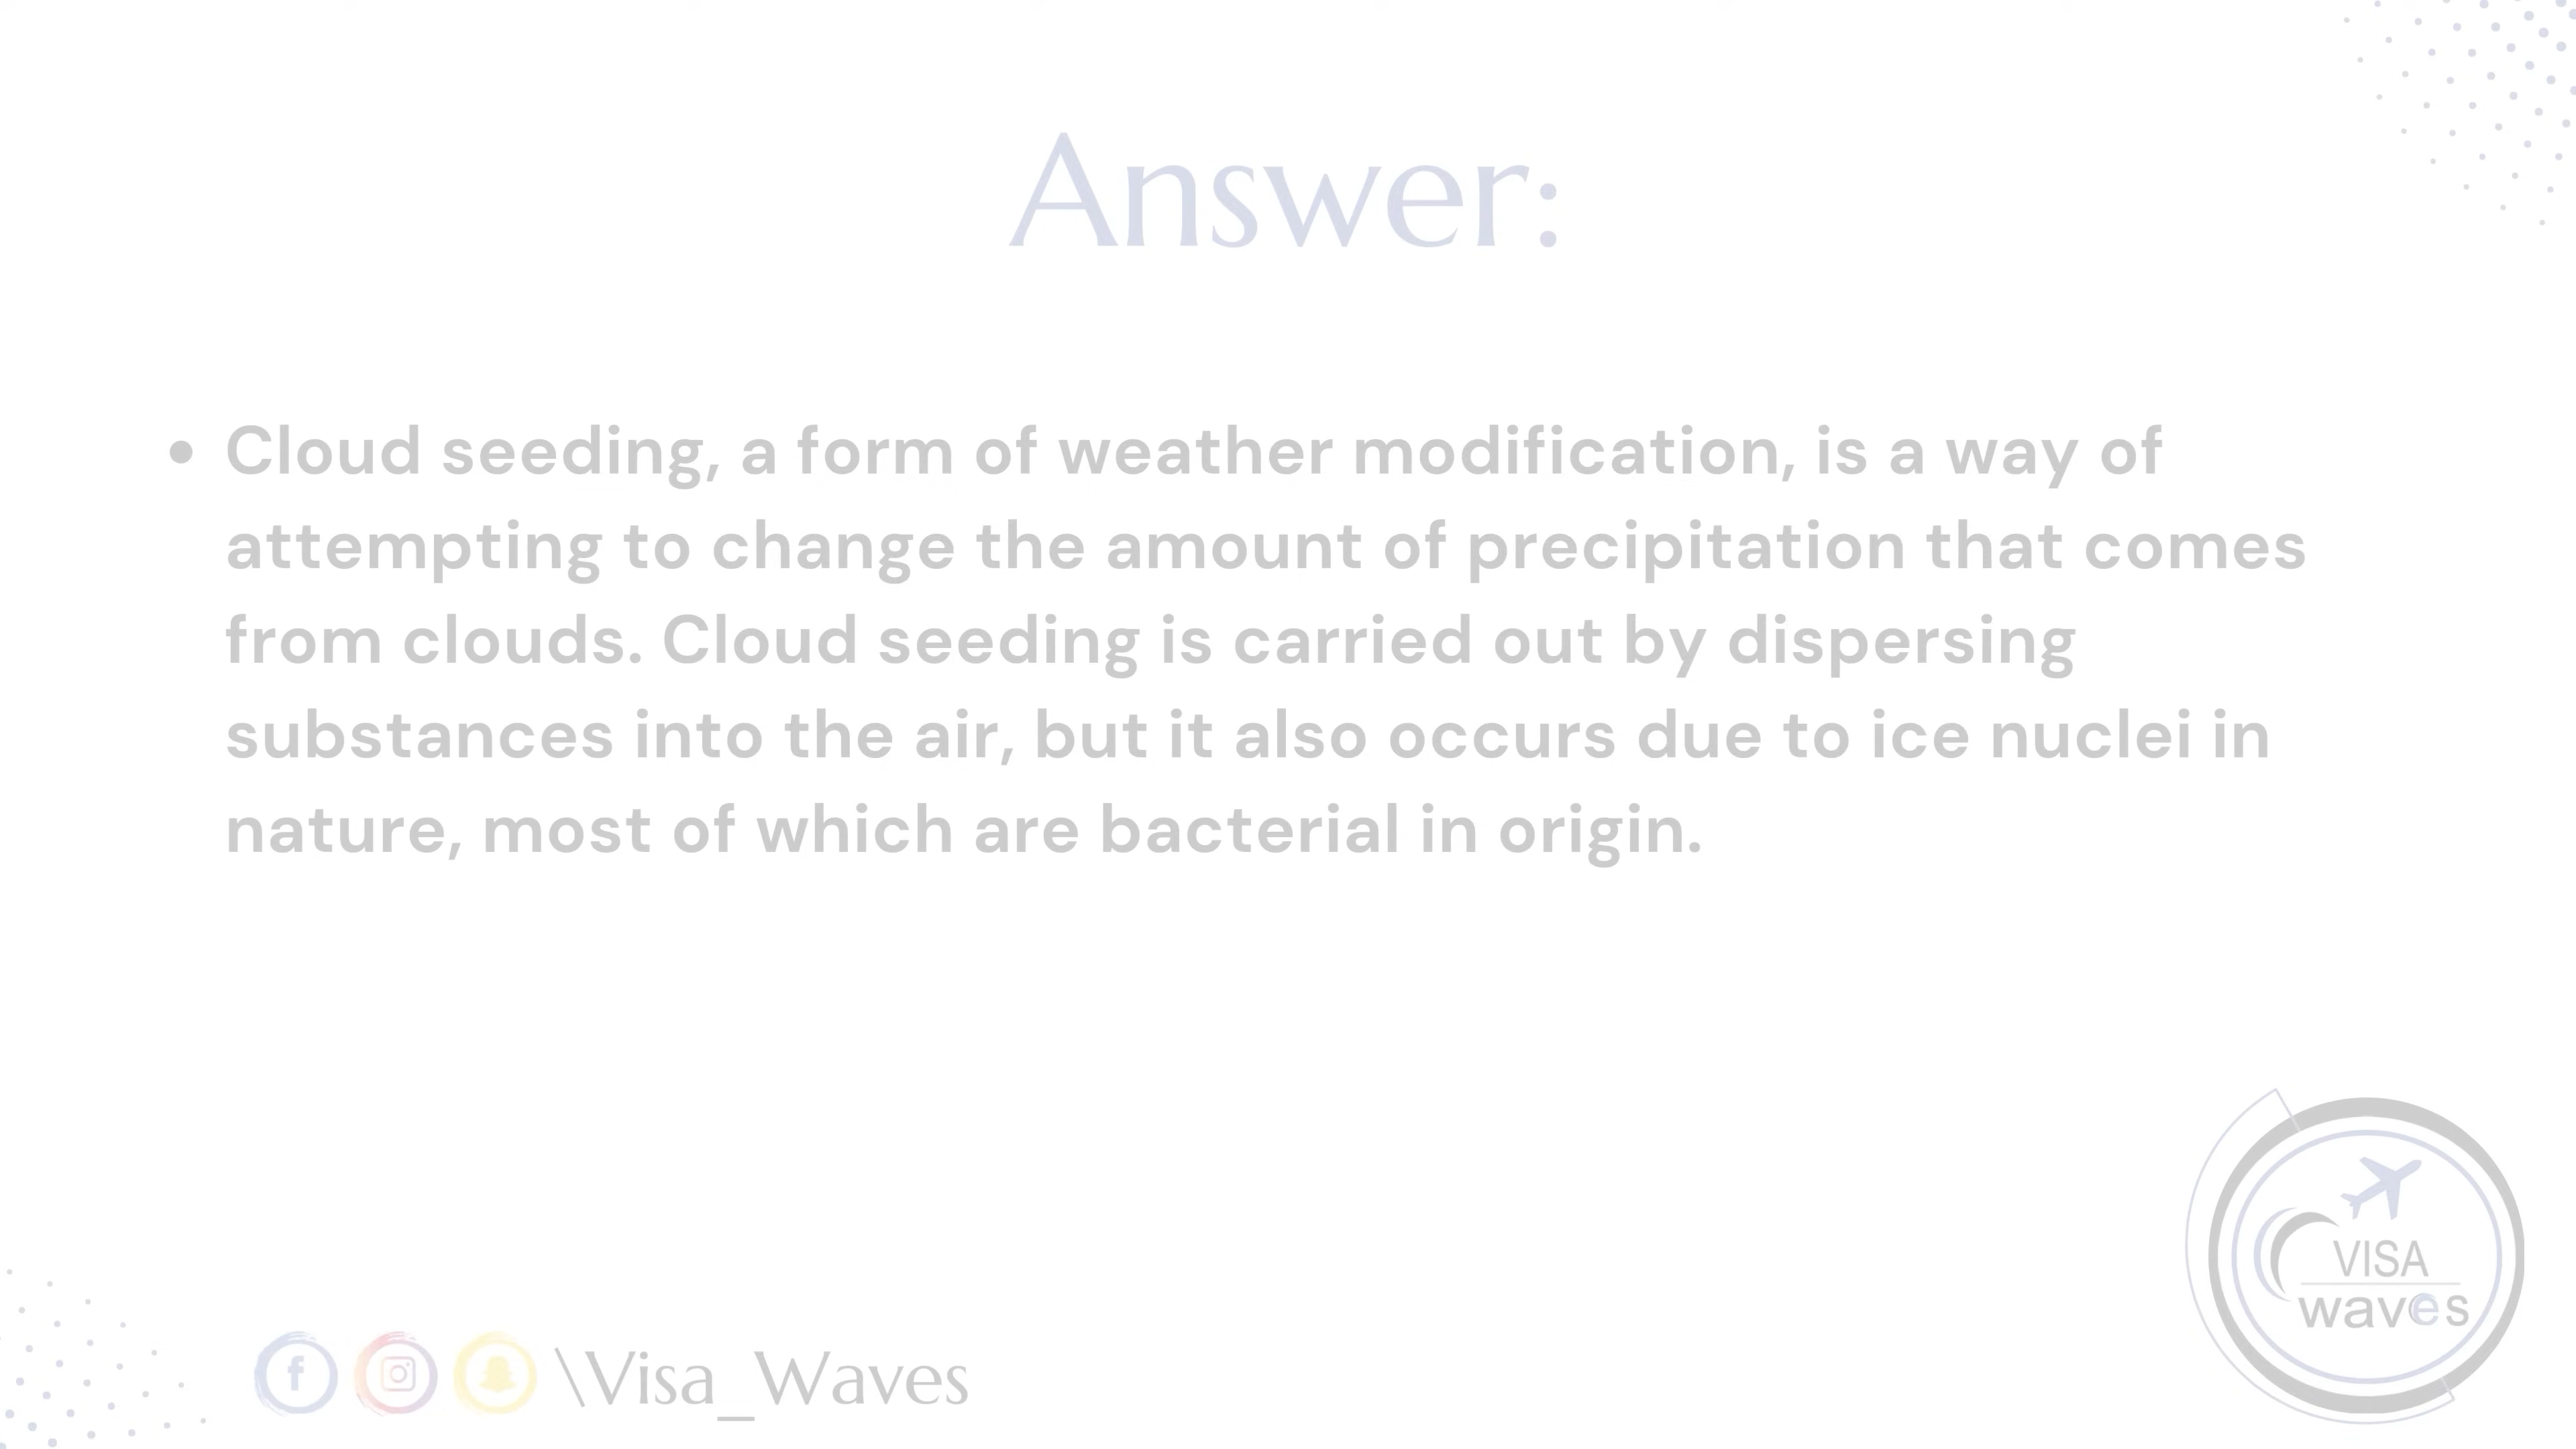 Answer:
• Cloud seeding, a form of weather modification, is a way of
attempting to change the amount of precipitation that comes
from clouds. Cloud seeding is carried out by dispersing
substances into the air, but it also occurs due to ice nuclei in
nature, most of which are bacterial in origin.
VISA
waves
\Visa_Waves